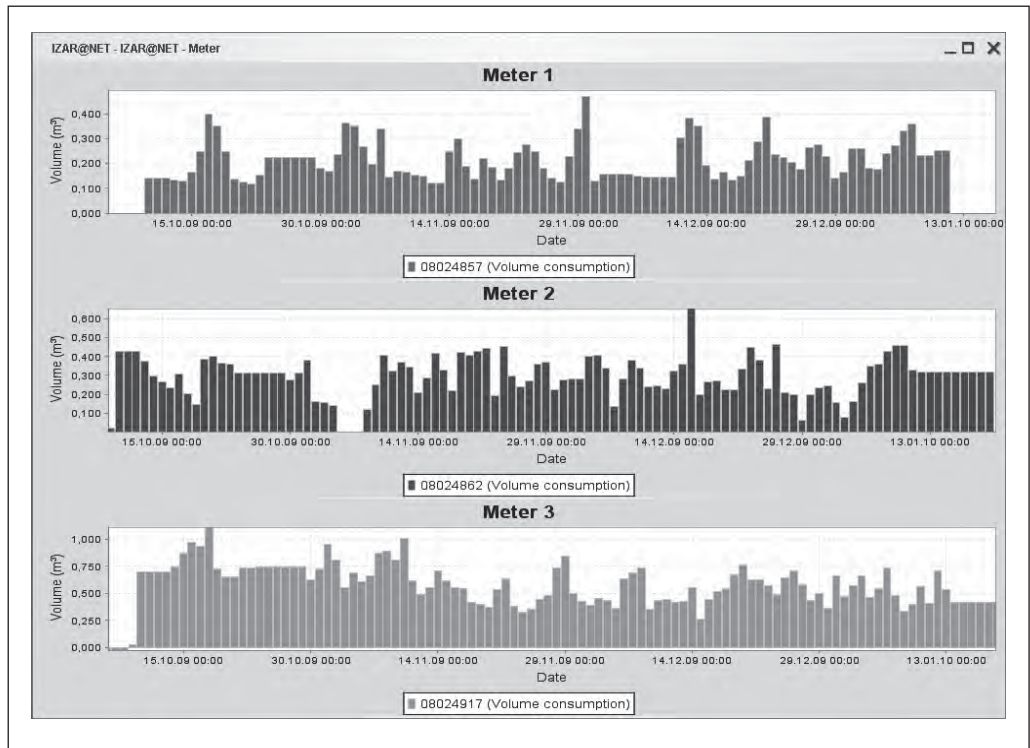 IZAR@NET - IZAR@NET - Meter
Meter 1
Volume (m³)
0,400
0,300
0,200
0,100
0,000
15.10.09 00:00 30.10.09 00:00 14.11.09 00:00 29.11.09 00:00 14.12.09 00:00 29.12.09 00:00 13.01.10 00:00
Date
08024857 (Volume consumption)
Meter 2
Volume (m³)
0,600
0,500
0,400
0,300
0,200
0,100
15.10.09 00:00 30.10.09 00:00 14.11.09 00:00 29.11.09 00:00 14.12.09 00:00 29.12.09 00:00 13.01.10 00:00
Date
08024862 (Volume consumption)
Meter 3
Volume (m³)
1,000
0,750
0,500
0,250
0,000
15.10.09 00:00 30.10.09 00:00 14.11.09 00:00 29.11.09 00:00 14.12.09 00:00 29.12.09 00:00 13.01.10 00:00
Date
08024917 (Volume consumption)